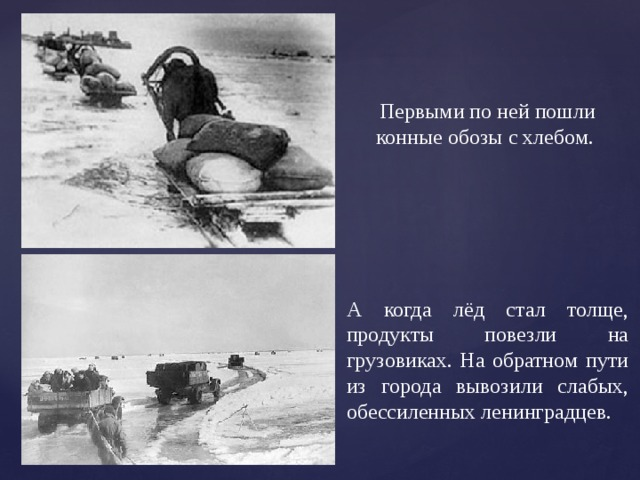 Первыми по ней пошли
конные обозы с хлебом.
А когда лёд стал толще,
продукты повезли на
грузовиках. На обратном пути
из города вывозили слабых,
обессиленных ленинградцев.